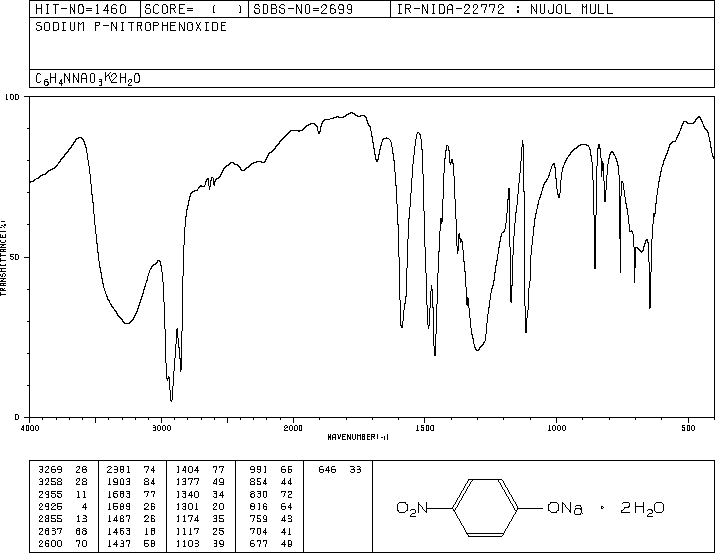 HIT-NO=1460 SCORE= ( ) SDBS-NO=2699 IR-NIDA-22772 : NUJOL MULL
SODIUM P-NITROPHENOXIDE
C6H4NNAO3K2H2O
100
50
0
TRANSMITTANCE(%)
4000 3000 2000 1500 1000 500
WAVENUMBER(-1)
3269 26 2381 74 1404 77 991 66 646 33
3258 28 1903 84 1377 49 854 44
2955 11 1683 77 1340 34 830 72
2925 4 1589 26 1301 20 816 64
2855 13 1487 26 1174 35 759 43
2637 68 1463 18 1117 25 704 41
2600 70 1437 58 1103 39 677 49
O2N ONa · 2H2O